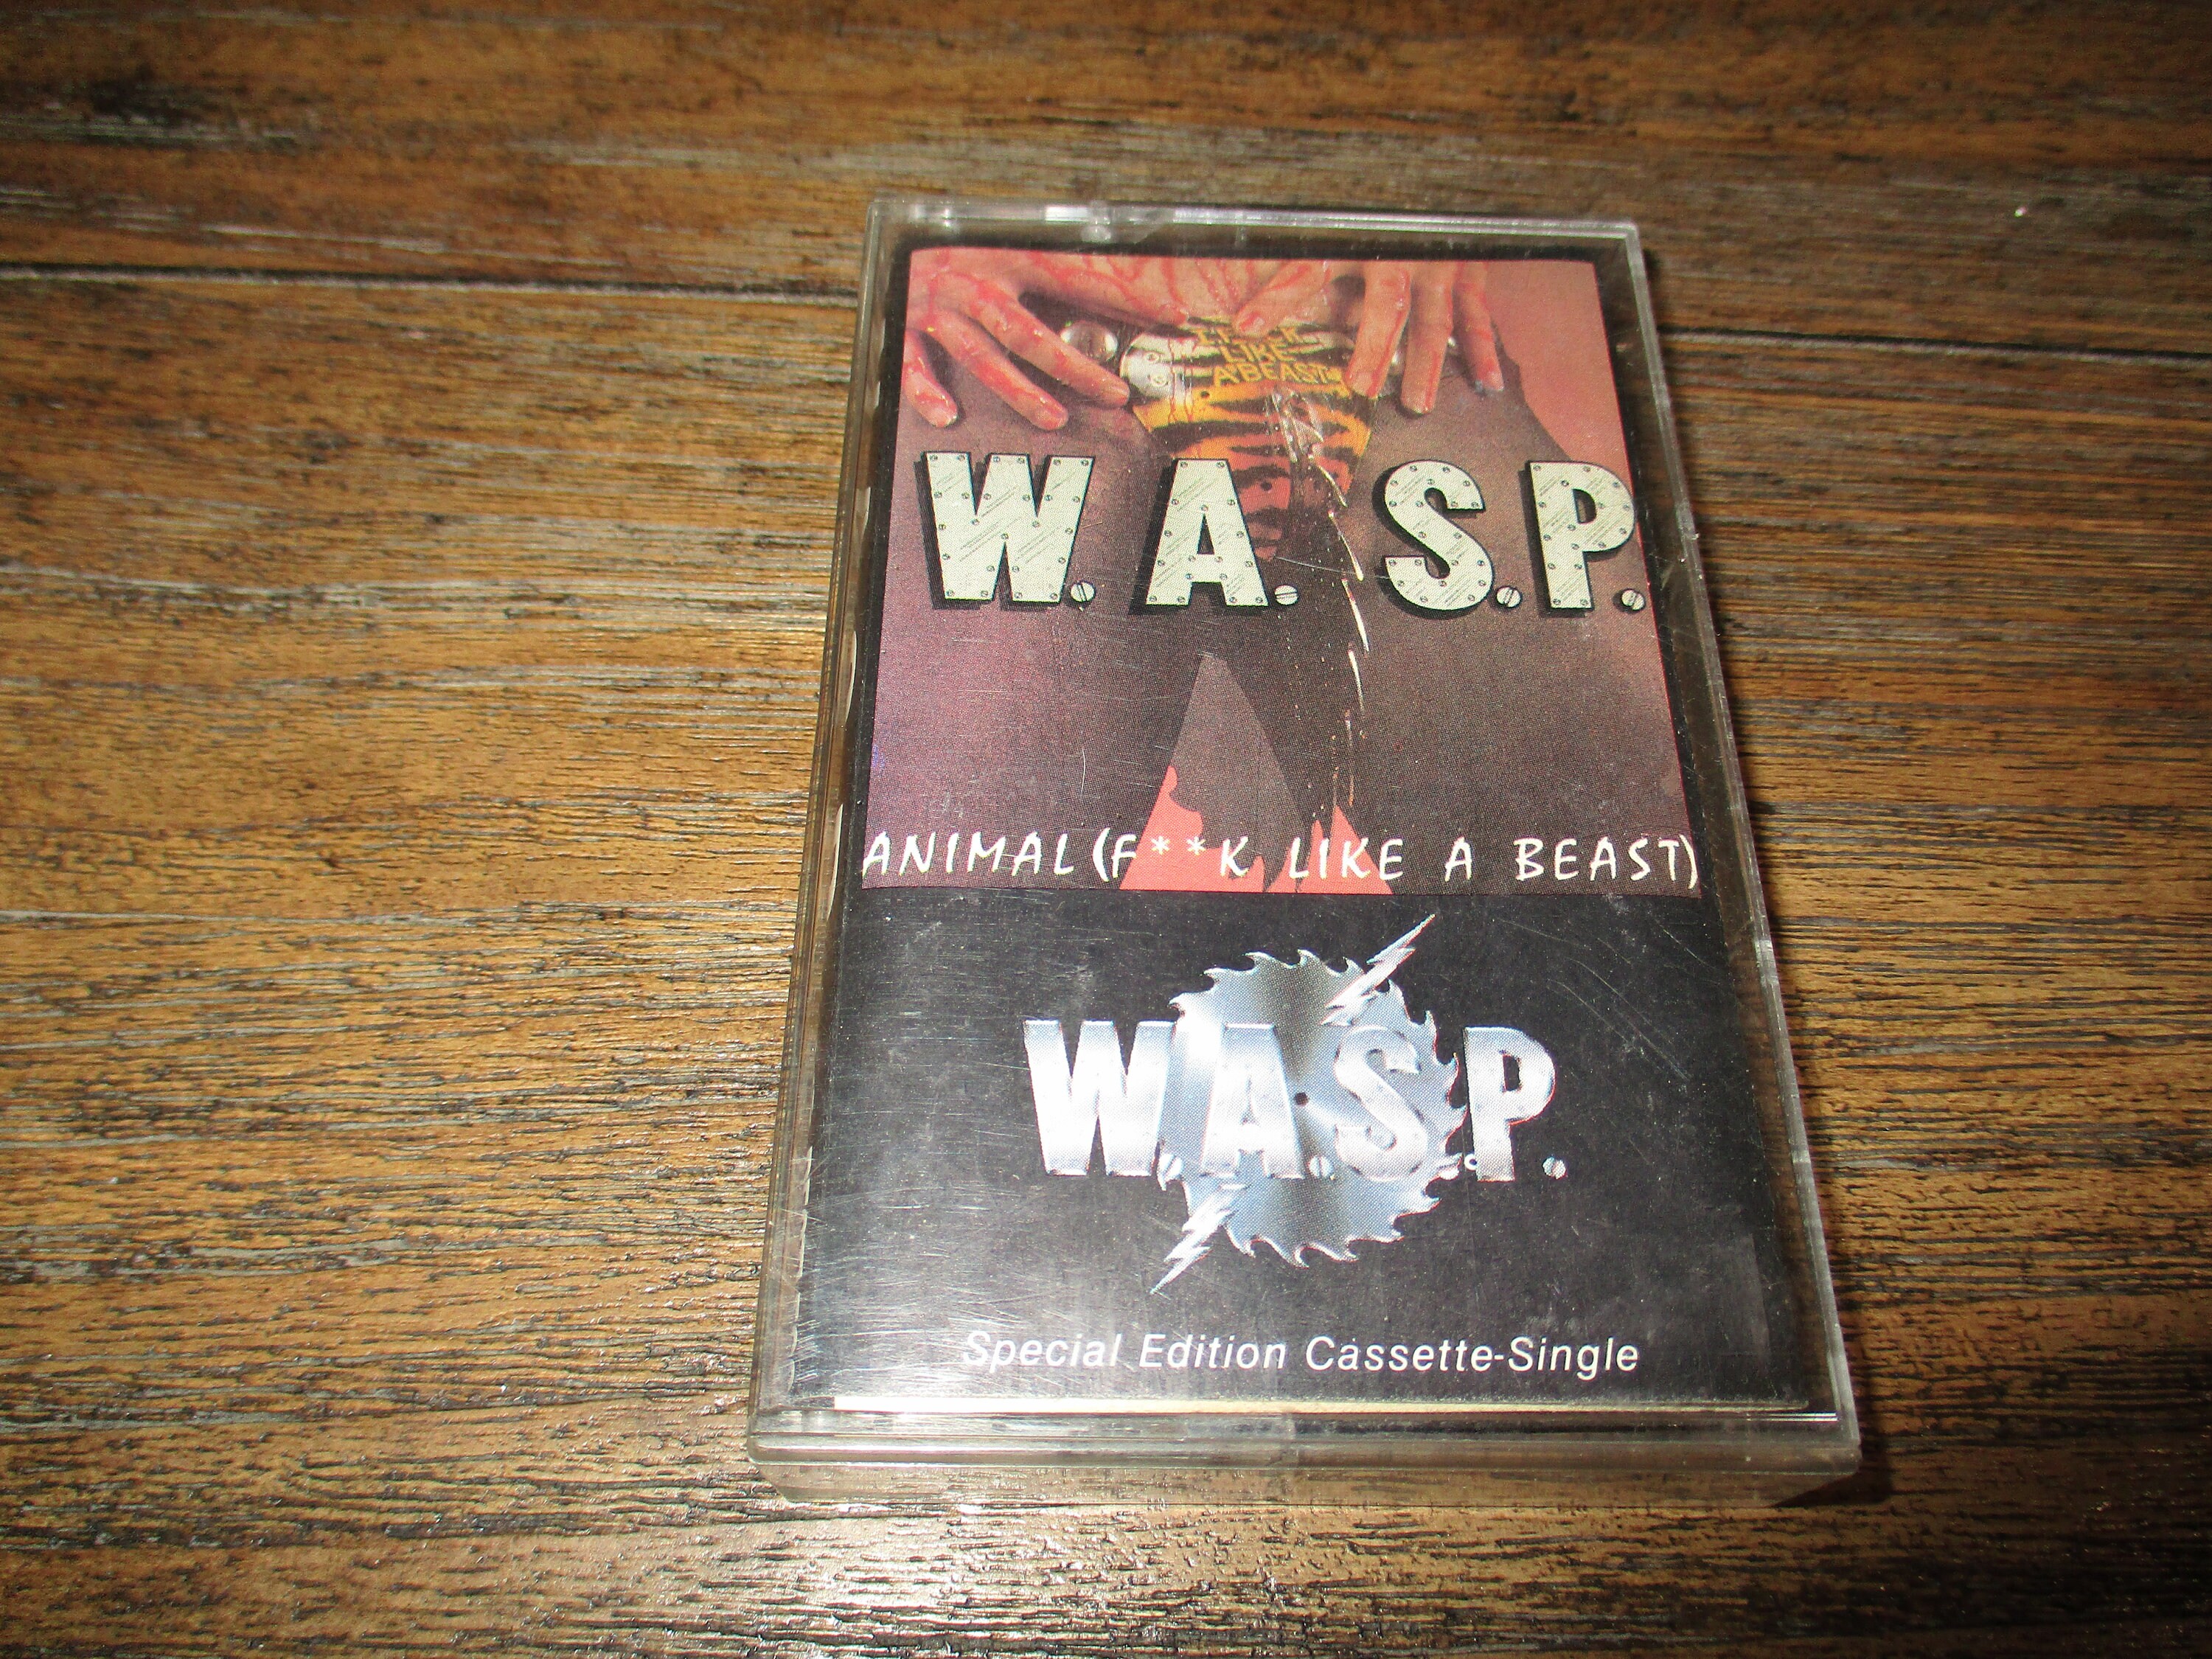 LIKE
A BEAST
W.A.S.P.
ANIMAL (F**K LIKE A BEAST)
W.A.S.P.
Special Edition Cassette-Single